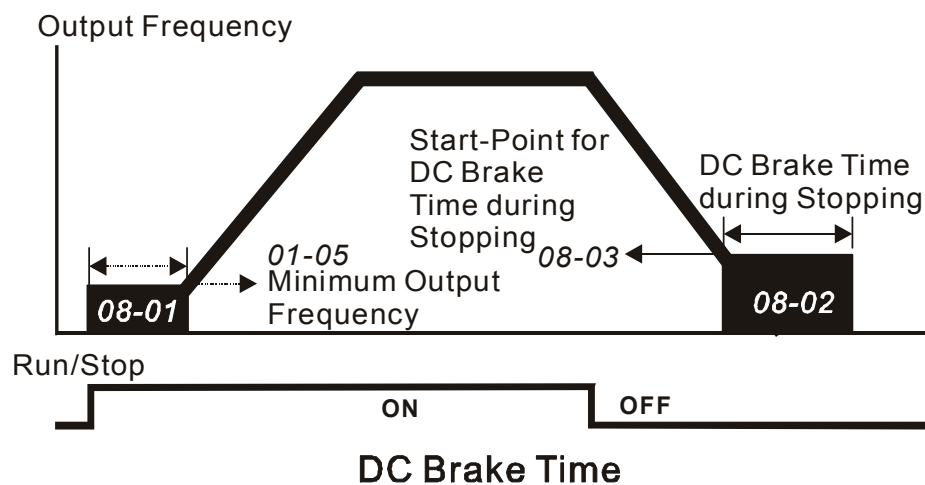 Output Frequency
Start-Point for
DC Brake
Time during
Stopping
08-03
DC Brake Time
during Stopping
01-05
Minimum Output
Frequency
08-01
08-02
Run/Stop
ON
OFF
DC Brake Time